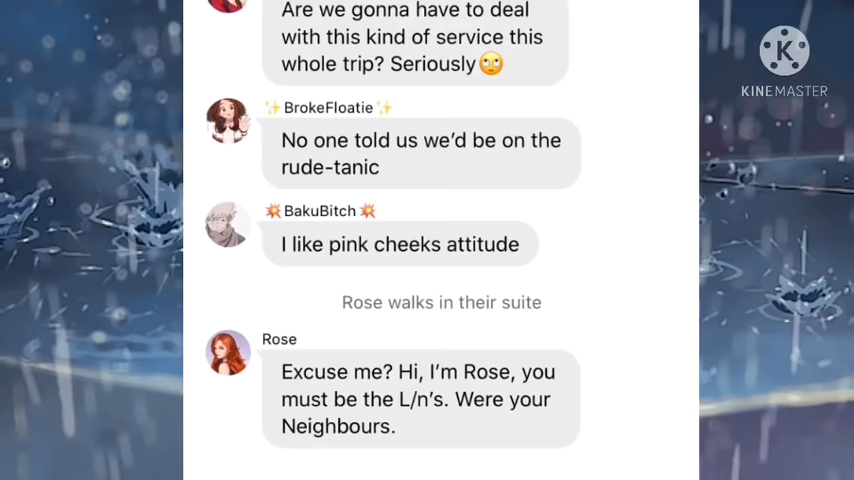 Are we gonna have to deal
with this kind of service this
whole trip? Seriously🙄
✨BrokeFloatie✨
No one told us we'd be on the
rude-tanic
💥BakuBitch💥
I like pink cheeks attitude
Rose walks in their suite
Rose
Excuse me? Hi, I'm Rose, you
must be the L/n's. Were your
Neighbours.
K
KINEMASTER